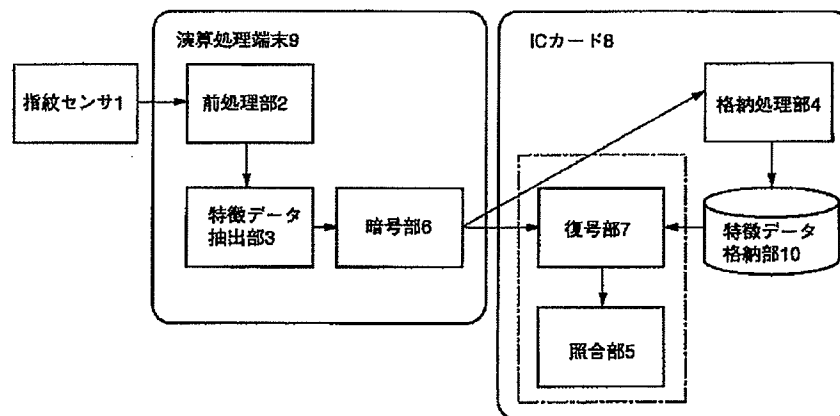 演算処理端末9
ICカード8
指紋センサ1
前処理部2
格納処理部4
特徴データ
抽出部3
暗号部6
復号部7
特徴データ
格納部10
照合部5